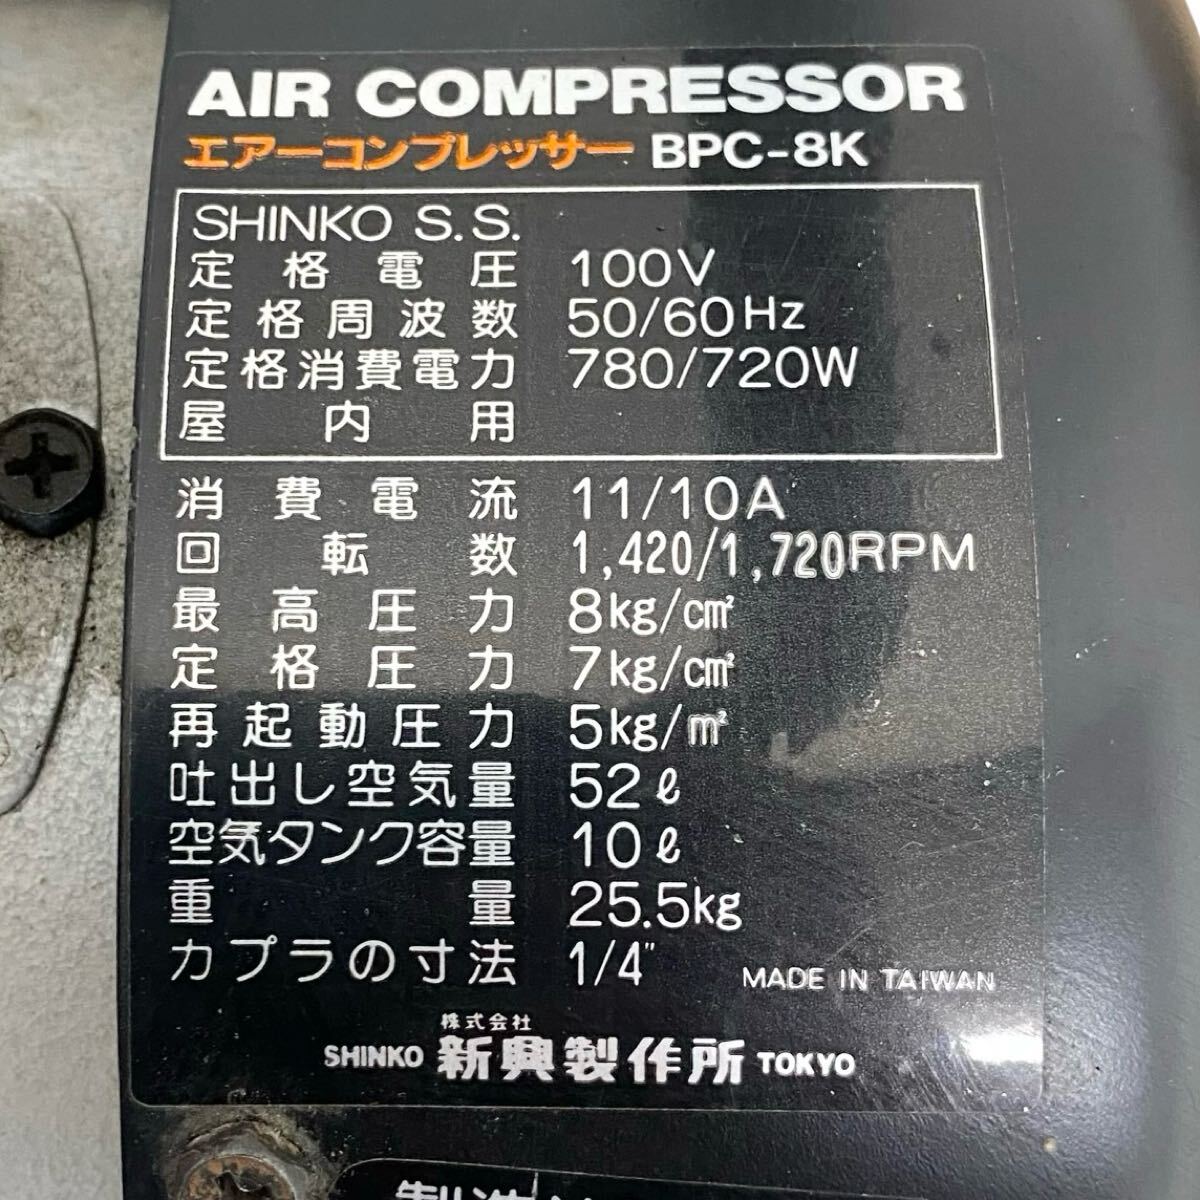 AIR COMPRESSOR
エアーコンプレッサー BPC-8K
SHINKO S.S.
定格電圧 100V
定格周波数 50/60Hz
定格消費電力 780/720W
屋内用
消費電流 11/10A
回転数 1,420/1,720RPM
最高圧力 8kg/c㎡
定格圧力 7kg/c㎡
再起動圧力 5kg/㎡
吐出し空気量 52ℓ
空気タンク容量 10ℓ
重量 25.5kg
カプラの寸法 1/4"
MADE IN TAIWAN
株式会社
SHINKO 新興製作所 TOKYO